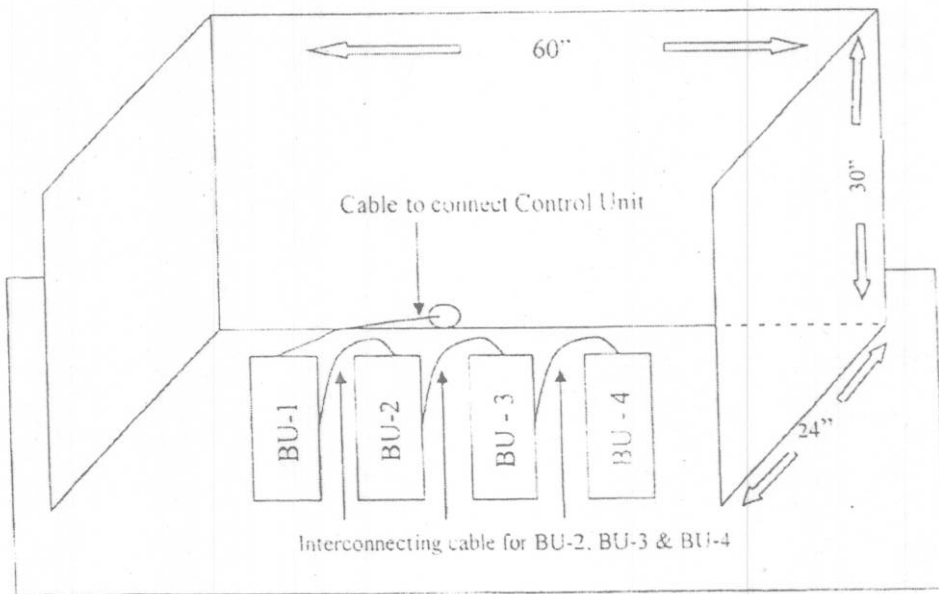 60”
30”
Cable to connect Control Unit
BU-1
BU-2
BU - 3
BU - 4
24”
Interconnecting cable for BU-2, BU-3 & BU-4